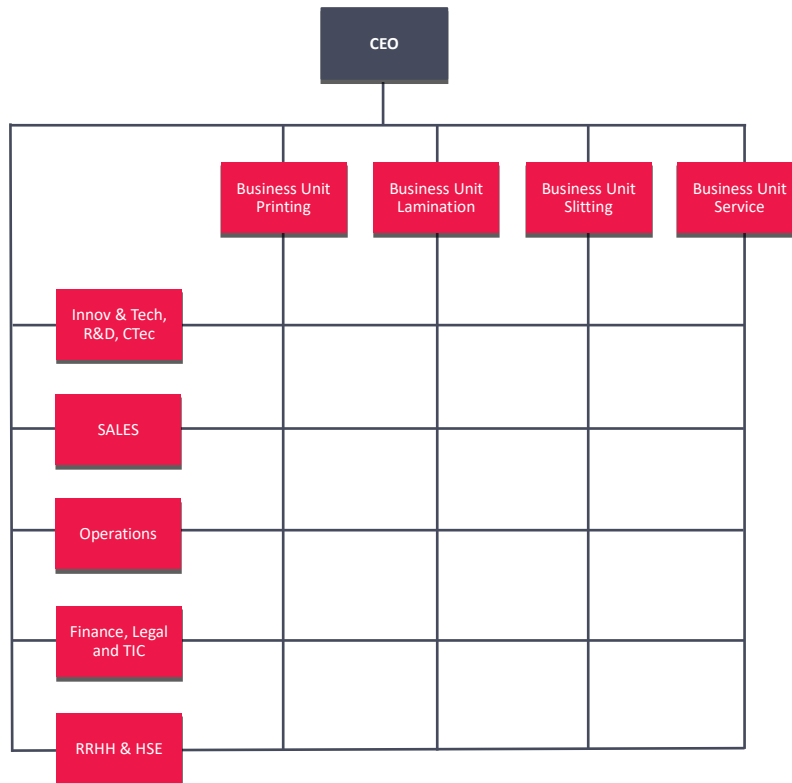 CEO
Business Unit
Printing
Business Unit
Lamination
Business Unit
Slitting
Business Unit
Service
Innov & Tech,
R&D, CTec
SALES
Operations
Finance, Legal
and TIC
RRHH & HSE